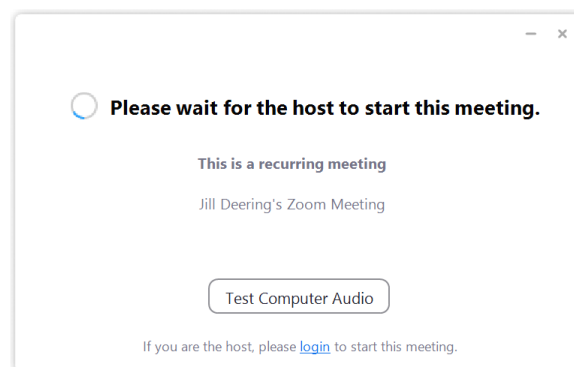 Please wait for the host to start this meeting.
This is a recurring meeting
Jill Deering's Zoom Meeting
Test Computer Audio
If you are the host, please login to start this meeting.